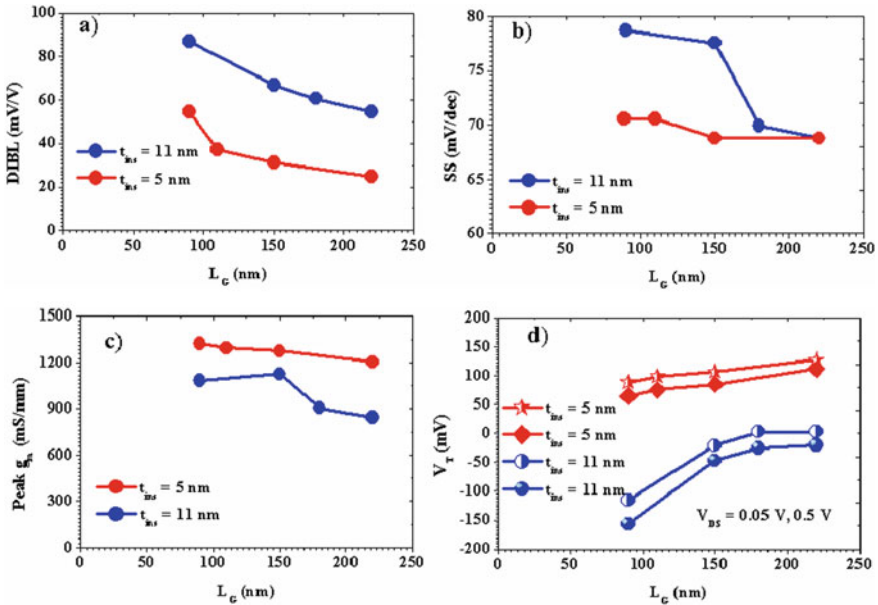 a)
DIBL (mV/V)
100
80
60
40
20
0
t_ins = 11 nm
t_ins = 5 nm
0 50 100 150 200 250
L_G (nm)
b)
SS (mV/dec)
80
75
70
65
60
t_ins = 11 nm
t_ins = 5 nm
0 50 100 150 200 250
L_G (nm)
c)
Peak g_m (mS/mm)
1500
1200
900
600
300
0
t_ins = 5 nm
t_ins = 11 nm
0 50 100 150 200 250
L_G (nm)
d)
V_T (mV)
200
150
100
50
0
-50
-100
-150
-200
t_ins = 5 nm
t_ins = 5 nm
t_ins = 11 nm
t_ins = 11 nm
V_DS = 0.05 V, 0.5 V
0 50 100 150 200 250
L_G (nm)